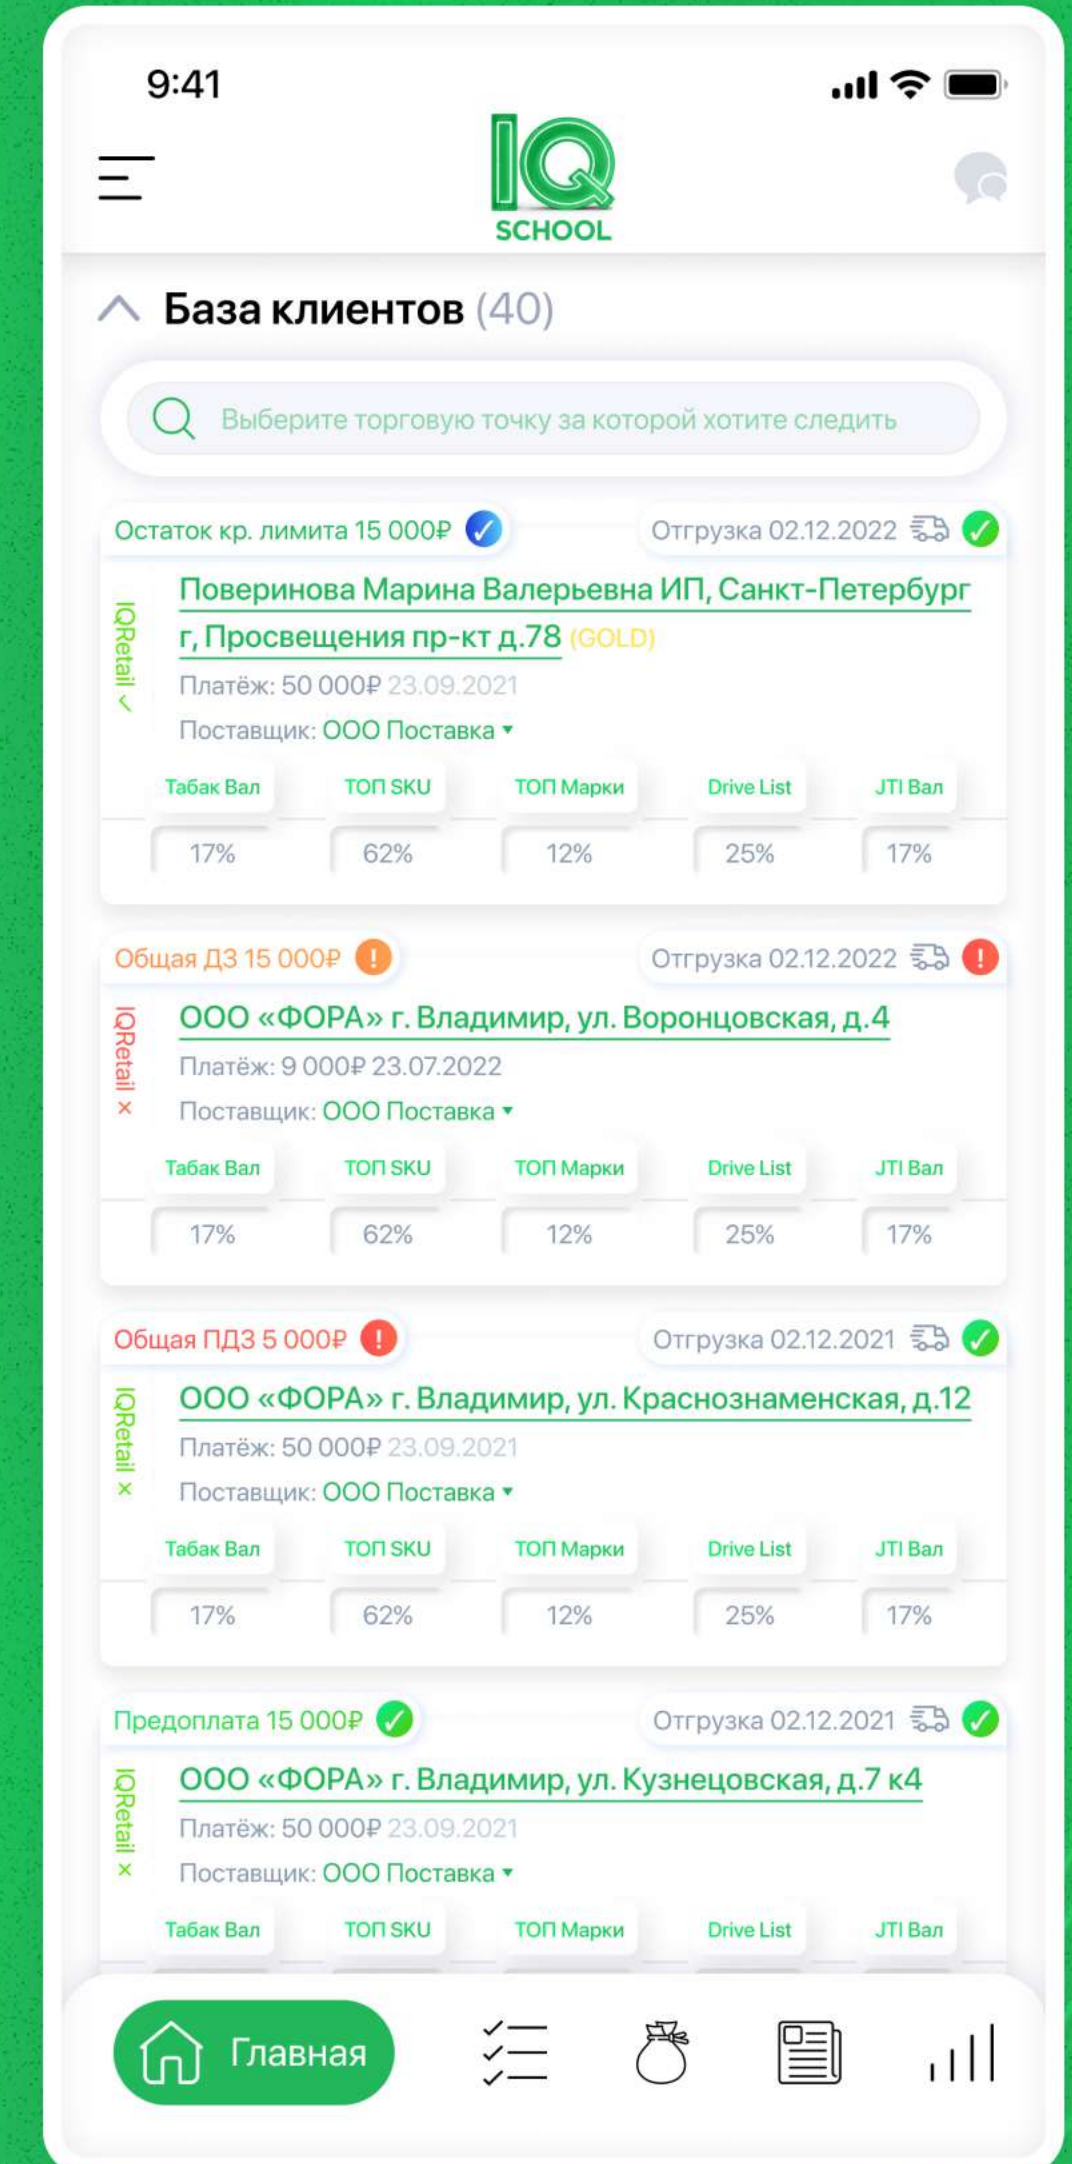 9:41
IQ
SCHOOL
База клиентов (40)
Выберите торговую точку за которой хотите следить
Остаток кр. лимита 15 000₽
Отгрузка 02.12.2022
IQRetail
Поверинова Марина Валерьевна ИП, Санкт-Петербург
г, Просвещения пр-кт д.78 (GOLD)
Платёж: 50 000₽ 23.09.2021
Поставщик: ООО Поставка
Табак Вал ТОП SKU ТОП Марки Drive List JTI Вал
17% 62% 12% 25% 17%
Общая ДЗ 15 000₽
Отгрузка 02.12.2022
IQRetail
ООО «ФОРА» г. Владимир, ул. Воронцовская, д.4
Платёж: 9 000₽ 23.07.2022
Поставщик: ООО Поставка
Табак Вал ТОП SKU ТОП Марки Drive List JTI Вал
17% 62% 12% 25% 17%
Общая ПДЗ 5 000₽
Отгрузка 02.12.2021
IQRetail
ООО «ФОРА» г. Владимир, ул. Краснознаменская, д.12
Платёж: 50 000₽ 23.09.2021
Поставщик: ООО Поставка
Табак Вал ТОП SKU ТОП Марки Drive List JTI Вал
17% 62% 12% 25% 17%
Предоплата 15 000₽
Отгрузка 02.12.2021
IQRetail
ООО «ФОРА» г. Владимир, ул. Кузнецовская, д.7 к4
Платёж: 50 000₽ 23.09.2021
Поставщик: ООО Поставка
Табак Вал ТОП SKU ТОП Марки Drive List JTI Вал
Главная